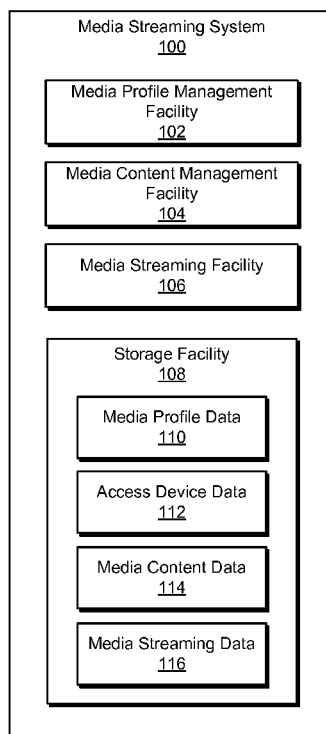 Media Streaming System
100
Media Profile Management
Facility
102
Media Content Management
Facility
104
Media Streaming Facility
106
Storage Facility
108
Media Profile Data
110
Access Device Data
112
Media Content Data
114
Media Streaming Data
116